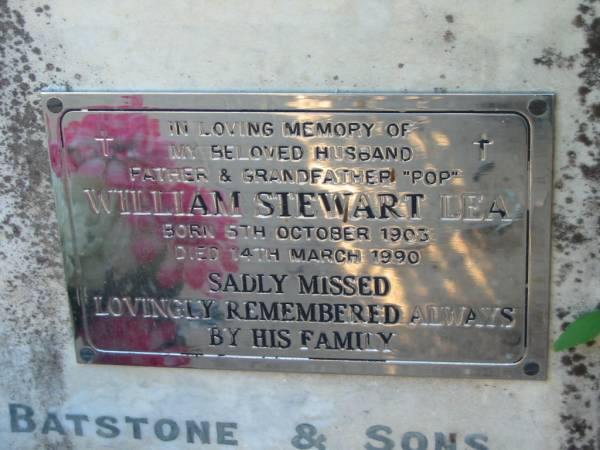 IN LOVING MEMORY OF
MY BELOVED HUSBAND
FATHER & GRANDFATHER "POP"
WILLIAM STEWART LEA
BORN 5TH OCTOBER 1903
DIED 14TH MARCH 1990
SADLY MISSED
LOVINGLY REMEMBERED ALWAYS
BY HIS FAMILY
BATSTONE & SONS